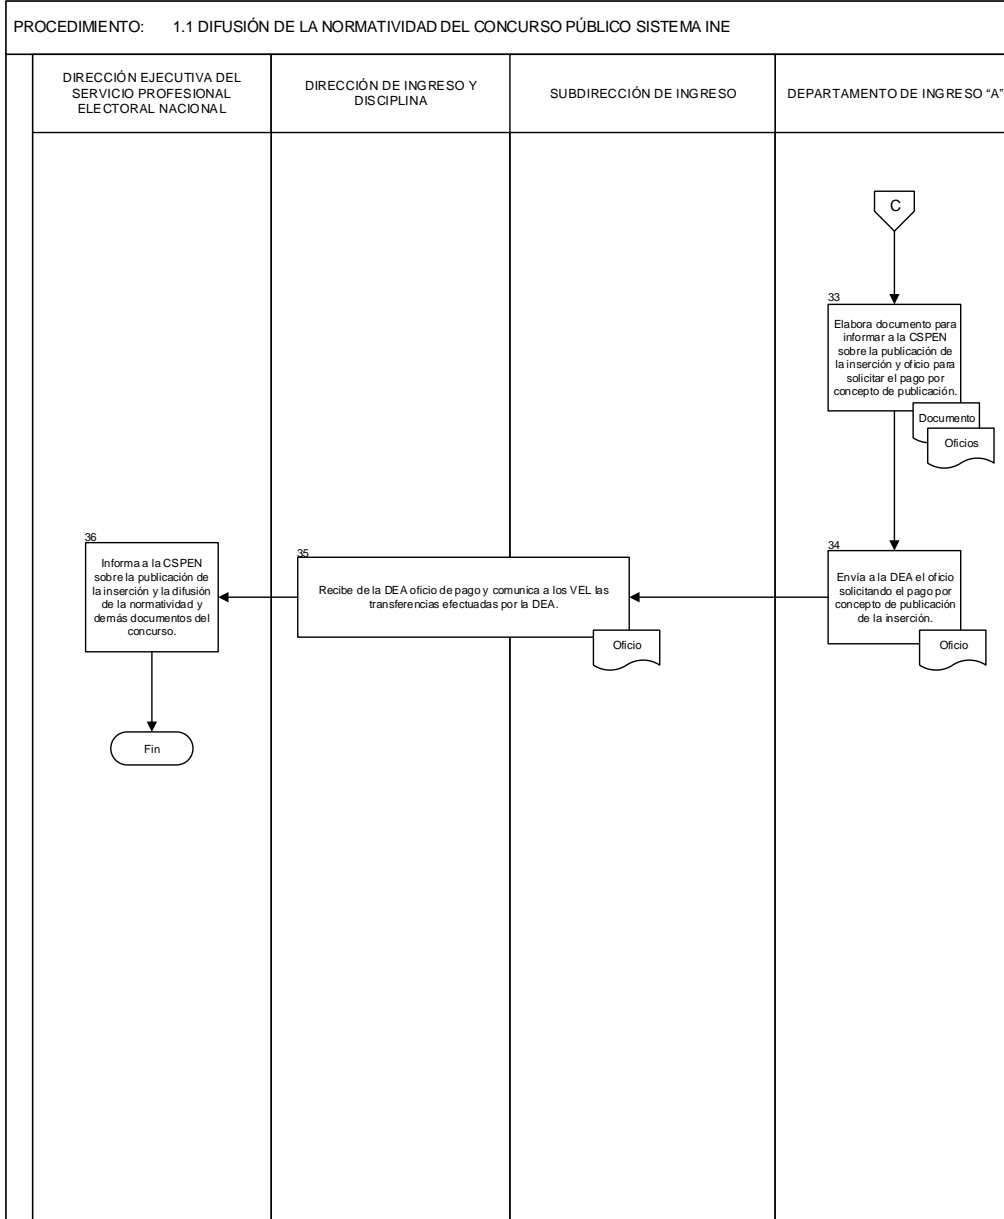 PROCEDIMIENTO: 1.1 DIFUSIÓN DE LA NORMATIVIDAD DEL CONCURSO PÚBLICO SISTEMA INE
DIRECCIÓN EJECUTIVA DEL
SERVICIO PROFESIONAL
ELECTORAL NACIONAL
DIRECCIÓN DE INGRESO Y
DISCIPLINA
SUBDIRECCIÓN DE INGRESO
DEPARTAMENTO DE INGRESO “A”
C
33
Elabora documento para
informar a la CSPEN
sobre la publicación de
la inserción y oficio para
solicitar el pago por
concepto de publicación.
Documento
Oficios
34
Envía a la DEA el oficio
solicitando el pago por
concepto de publicación
de la inserción.
Oficio
35
Recibe de la DEA oficio de pago y comunica a los VEL las
transferencias efectuadas por la DEA.
Oficio
36
Informa a la CSPEN
sobre la publicación de
la inserción y la difusión
de la normatividad y
demás documentos del
concurso.
Fin